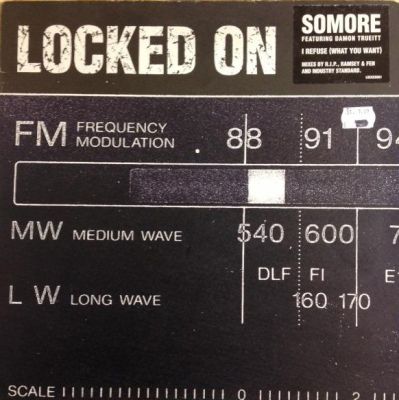 LOCKED ON
SOMORE
FEATURING DAMON TRUEITT
I REFUSE (WHAT YOU WANT)
MIXES BY R.I.P., RAMSEY & FEN
AND INDUSTRY STANDARD.
FM FREQUENCY MODULATION 88 91 94
MW MEDIUM WAVE 540 600 7
DLF FI E
LW LONG WAVE 160 170
SCALE 0 2